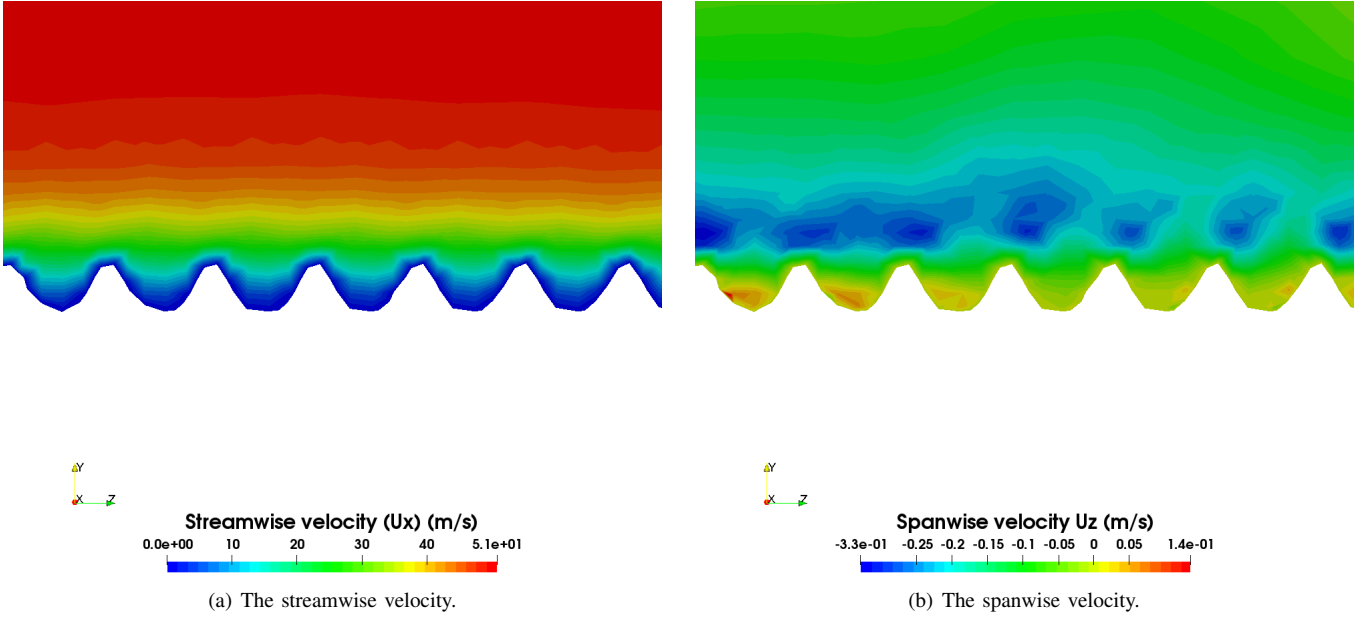 Y
X Z
Streamwise velocity (Ux) (m/s)
0.0e+00 10 20 30 40 5.1e+01
(a) The streamwise velocity.
Y
X Z
Spanwise velocity Uz (m/s)
-3.3e-01 -0.25 -0.2 -0.15 -0.1 -0.05 0 0.05 1.4e-01
(b) The spanwise velocity.